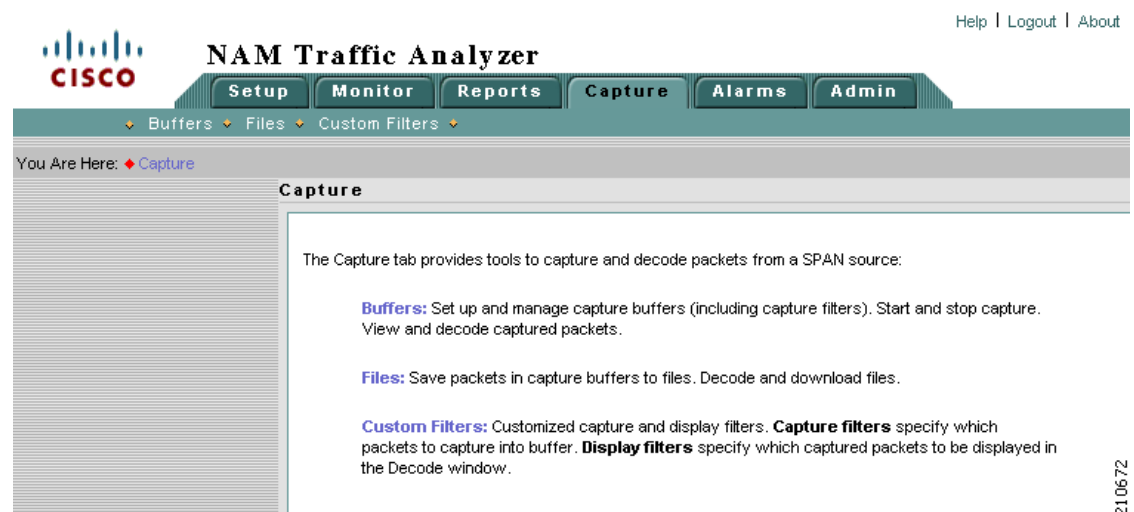 Help | Logout | About
CISCO
NAM Traffic Analyzer
Setup Monitor Reports Capture Alarms Admin
Buffers Files Custom Filters
You Are Here: Capture
Capture
The Capture tab provides tools to capture and decode packets from a SPAN source:
Buffers: Set up and manage capture buffers (including capture filters). Start and stop capture.
View and decode captured packets.
Files: Save packets in capture buffers to files. Decode and download files.
Custom Filters: Customized capture and display filters. Capture filters specify which
packets to capture into buffer. Display filters specify which captured packets to be displayed in
the Decode window.
210672